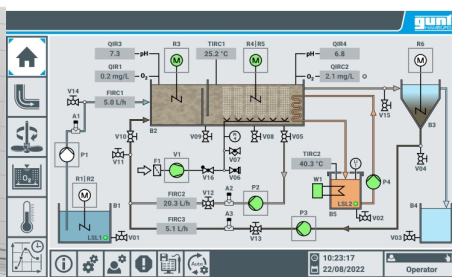 gunt
QIR3
7.3
pH
R3
TIRC1
25.2 °C
R4|R5
QIR4
6.8
pH
R6
QIR1
0.2 mg/L
O₂
QIRC2
2.1 mg/L
O₂
FIRC1
5.8 L/h
V14
A1
P1
V10
V11
B2
V09
V08
V05
V07
V15
B3
V04
F1
V1
V16
V06
TIRC2
40.3 °C
W1
P4
R1|R2
B1
LSL1
V01
FIRC2
20.3 L/h
V12
A2
P2
B5
LSL2
V02
FIRC3
5.1 L/h
A3
V13
P3
V03
B4
O₂
Auto
10:23:17
22/08/2022
Operator